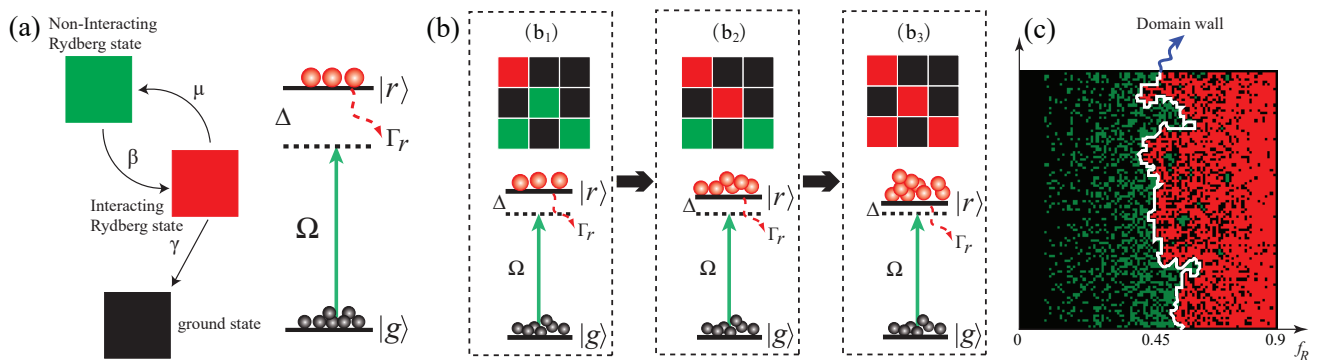 (a)
Non-Interacting
Rydberg state
μ
β
Interacting
Rydberg state
γ
ground state
|r⟩
Δ
Γr
Ω
|g⟩
(b)
(b1)
|r⟩
Δ
Γr
Ω
|g⟩
(b2)
|r⟩
Δ
Γr
Ω
|g⟩
(b3)
|r⟩
Δ
Γr
Ω
|g⟩
(c)
Domain wall
0
0.45
0.9
fR